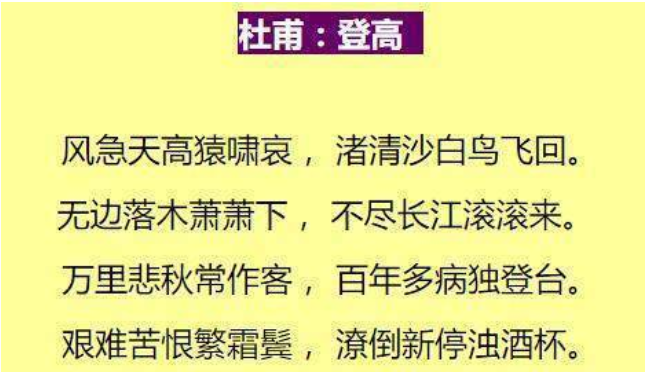 杜甫：登高
风急天高猿啸哀，渚清沙白鸟飞回。
无边落木萧萧下，不尽长江滚滚来。
万里悲秋常作客，百年多病独登台。
艰难苦恨繁霜鬓，潦倒新停浊酒杯。